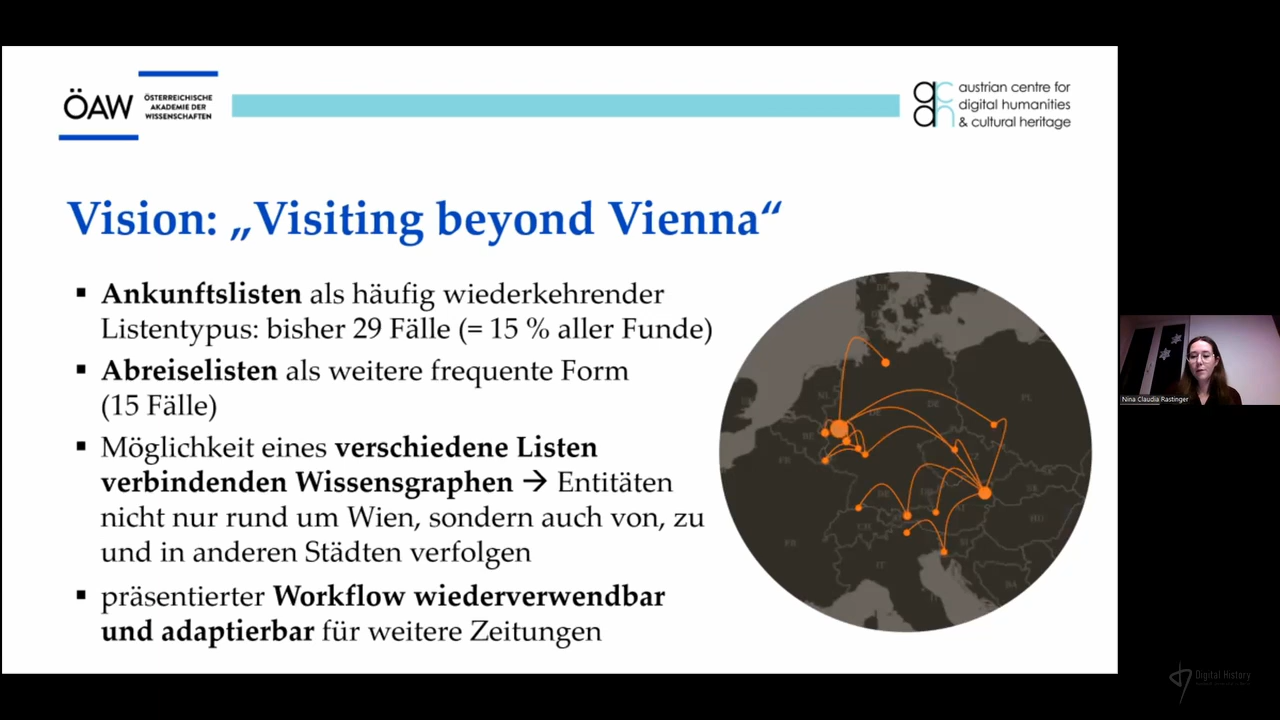 ÖAW
ÖSTERREICHISCHE
AKADEMIE DER
WISSENSCHAFTEN
acdh
austrian centre for
digital humanities
& cultural heritage
Vision: „Visiting beyond Vienna“
▪ Ankunftslisten als häufig wiederkehrender
Listentypus: bisher 29 Fälle (= 15 % aller Funde)
▪ Abreiselisten als weitere frequente Form
(15 Fälle)
▪ Möglichkeit eines verschiedene Listen
verbindenden Wissensgraphen → Entitäten
nicht nur rund um Wien, sondern auch von, zu
und in anderen Städten verfolgen
▪ präsentierter Workflow wiederverwendbar
und adaptierbar für weitere Zeitungen
Nina Claudia Rastinger
Digital History